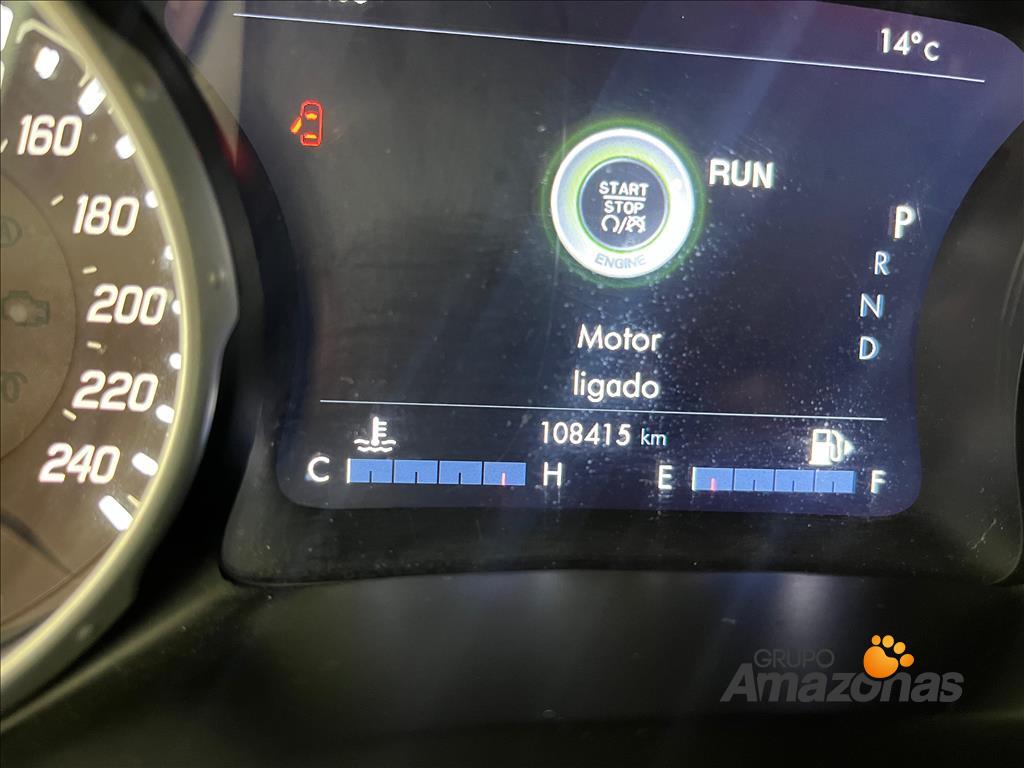 14°C
160
180
200
220
240
START
STOP
ENGINE
RUN
P
R
N
D
Motor
ligado
108415 km
C
H
E
F
GRUPO
Amazonas